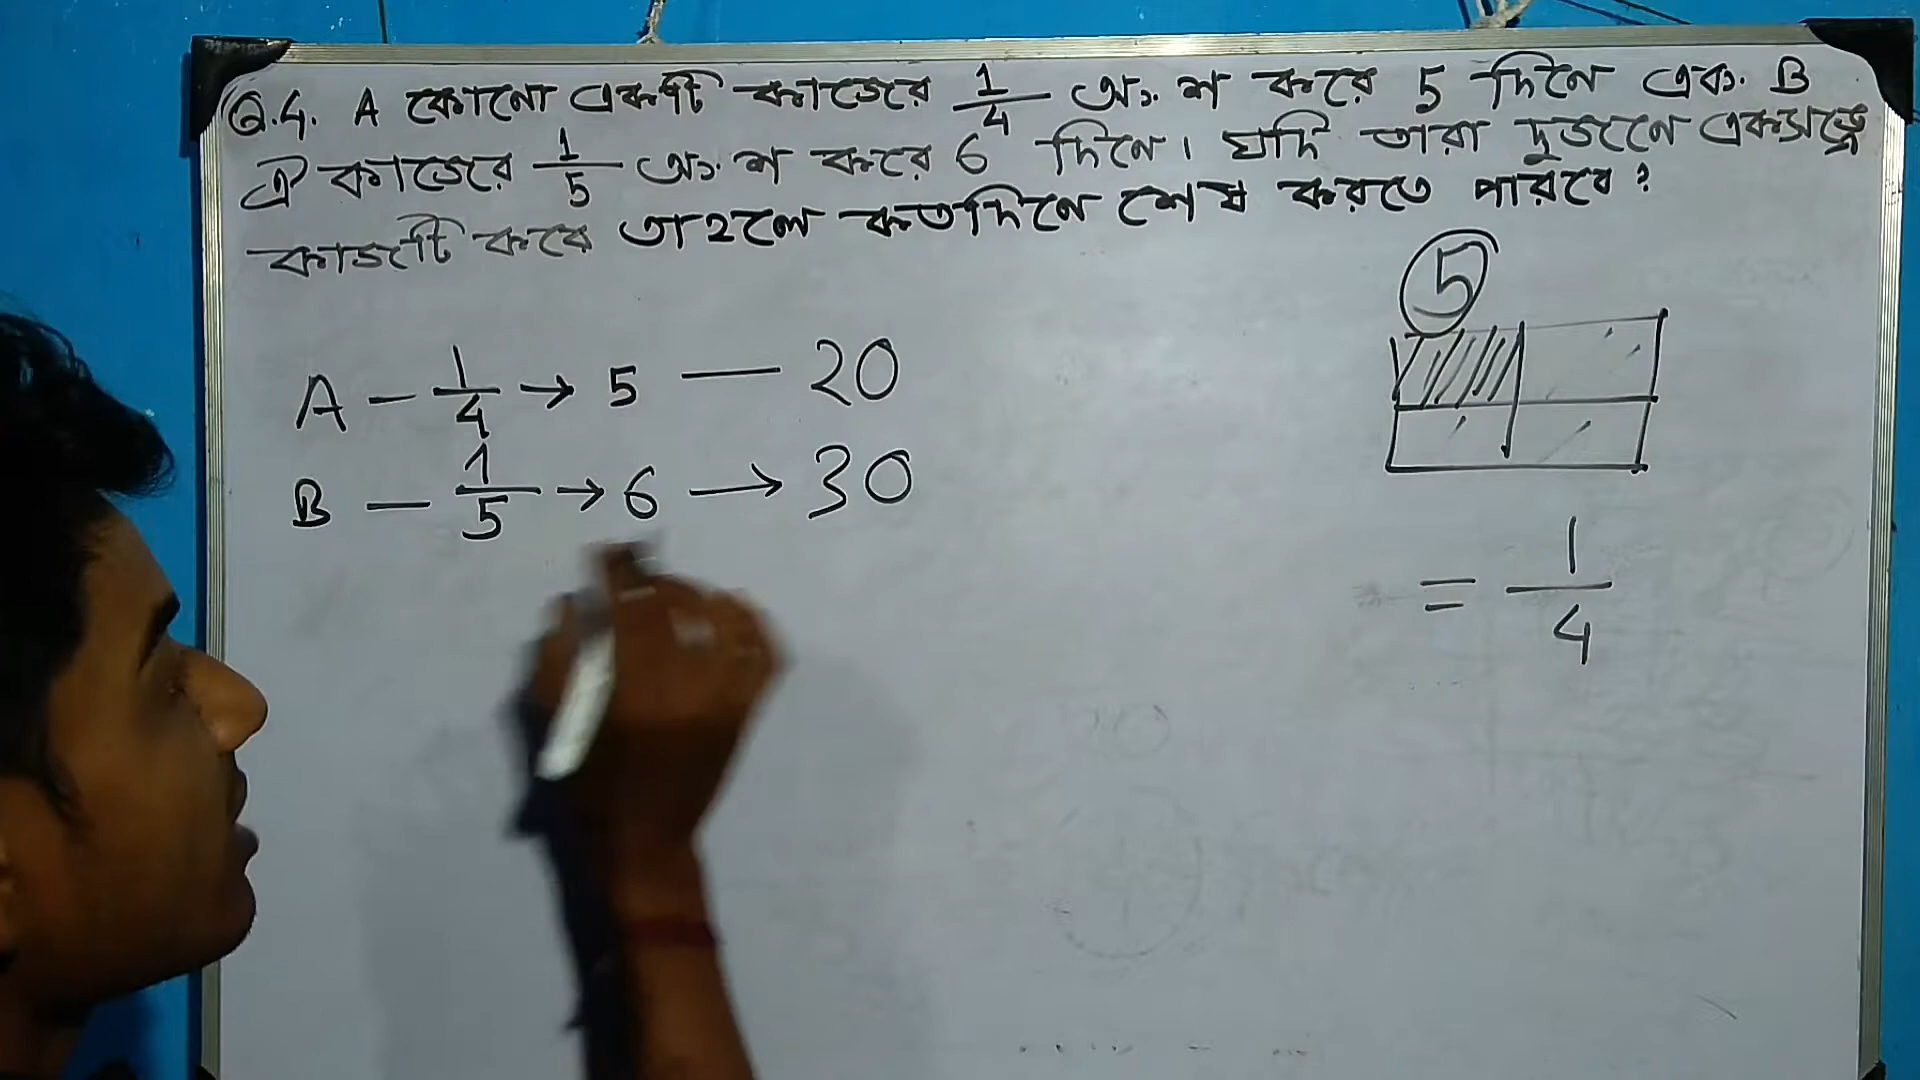 Q.4. A কোনো একটি কাজের 1/4 অংশ করে 5 দিনে এবং B
ঐ কাজের 1/5 অংশ করে 6 দিনে। যদি তারা দুজনে একসঙ্গে
কাজটি করে তাহলে কতদিনে শেষ করতে পারবে?
5
A - 1/4 → 5 — 20
B - 1/5 → 6 → 30
= 1/4